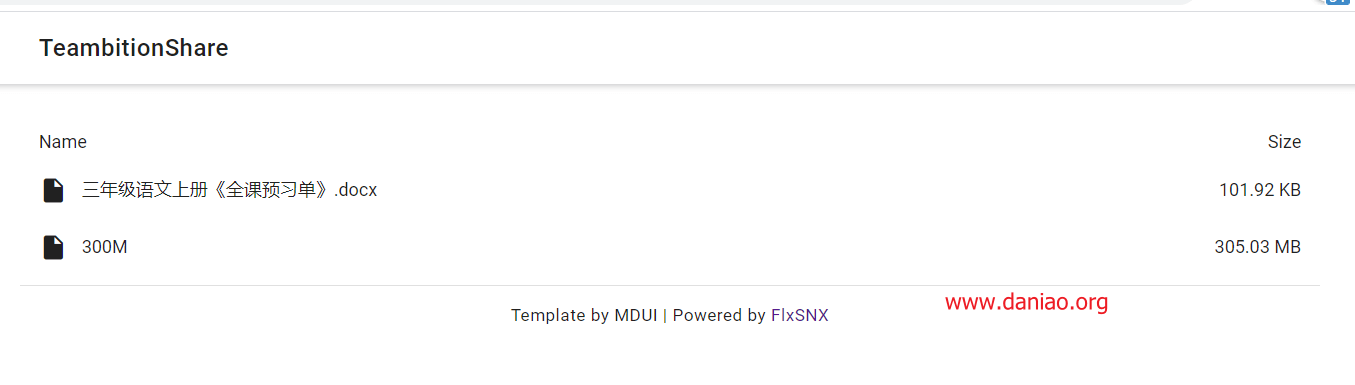 TeambitionShare
Name Size
三年级语文上册《全课预习单》.docx 101.92 KB
300M 305.03 MB
www.daniao.org
Template by MDUI | Powered by FlxSNX